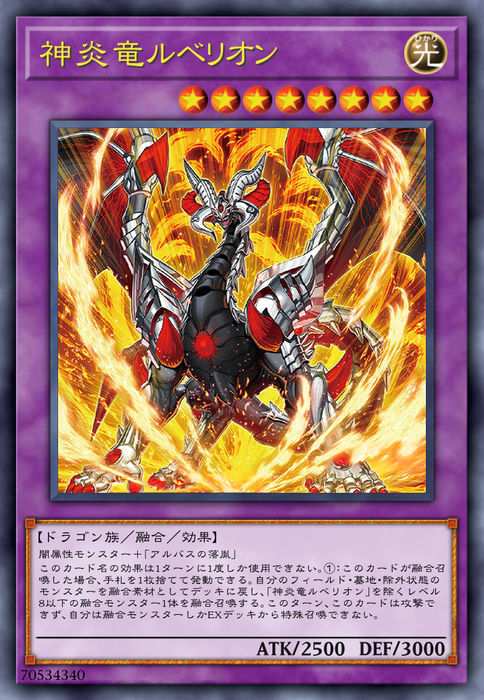 神炎竜ルベリオン
ひかり
光
【ドラゴン族／融合／効果】
闇属性モンスター＋「アルバスの落胤」
このカード名の効果は1ターンに1度しか使用できない。①：このカードが融合召
喚した場合、手札を1枚捨てて発動できる。自分のフィールド・墓地・除外状態の
モンスターを融合素材としてデッキに戻し、「神炎竜ルベリオン」を除くレベル
8以下の融合モンスター1体を融合召喚する。このターン、このカードは攻撃で
きず、自分は融合モンスターしかEXデッキから特殊召喚できない。
ATK/2500 DEF/3000
70534340